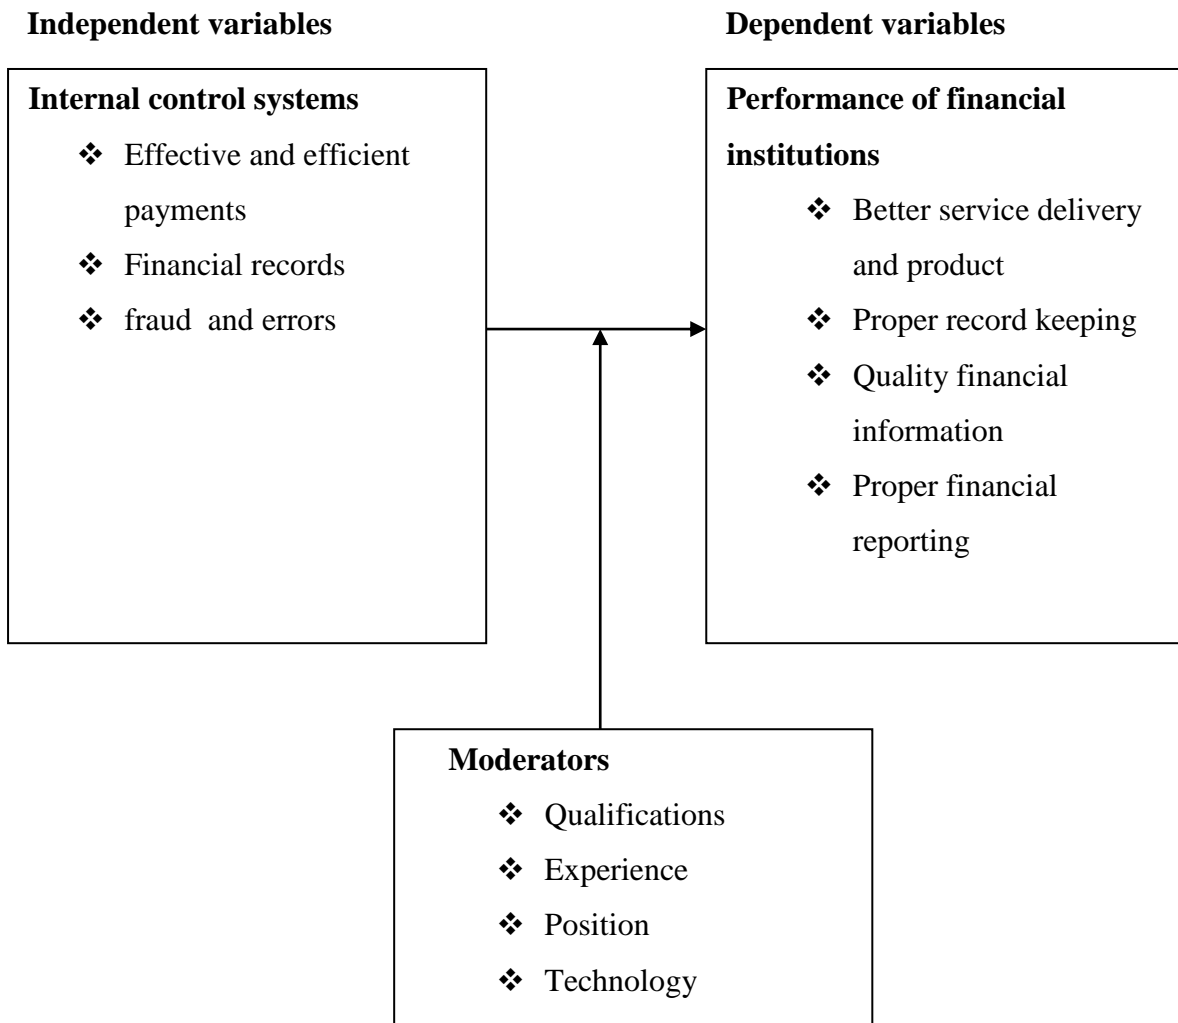 Independent variables
Dependent variables
Internal control systems
❖ Effective and efficient
payments
❖ Financial records
❖ fraud and errors
Performance of financial
institutions
❖ Better service delivery
and product
❖ Proper record keeping
❖ Quality financial
information
❖ Proper financial
reporting
Moderators
❖ Qualifications
❖ Experience
❖ Position
❖ Technology